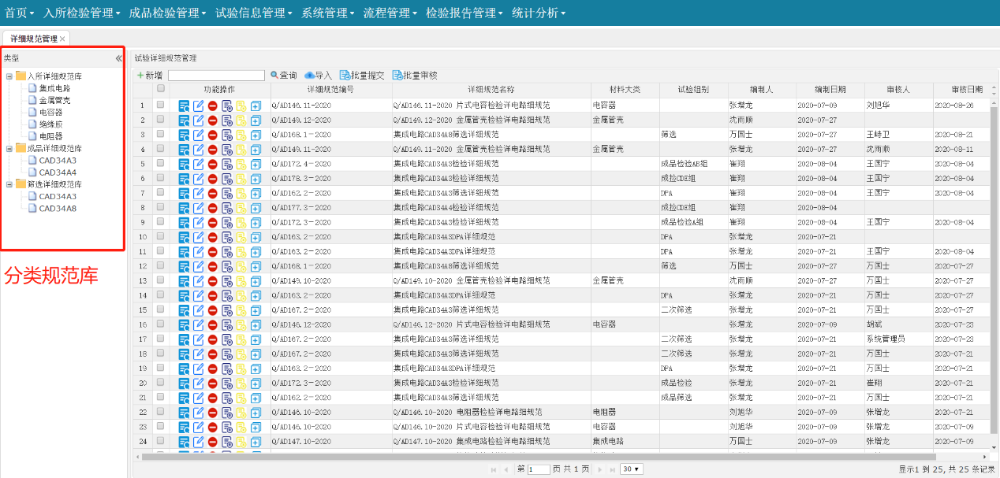 首页 入所检验管理 成品检验管理 试验信息管理 系统管理 流程管理 检验报告管理 统计分析
详细规范管理
类型
入所详细规范库
集成电路
金属管壳
电容器
绝缘胶
电阻器
成品详细规范库
CAD34A3
CAD34A4
筛选详细规范库
CAD34A3
CAD34A8
分类规范库
试验详细规范管理
新增 查询 导入 批量提交 批量审核
功能操作 详细规范编号 详细规范名称 材料大类 试验组别 编制人 编制日期 审核人 审核日期
1 Q/AD146.11-2020 Q/AD146.11-2020 片式电容检验详电路细规范 电容器 张增龙 2020-07-09 刘旭华 2020-08-26
2 Q/AD149.12-2020 Q/AD149.12-2020 金属管壳检验详电路细规范 金属管壳 沈雨顺 2020-07-27
3 Q/AD168.1－2020 集成电路CAD34A8筛选详细规范 筛选 万国士 2020-07-27 王峙卫 2020-08-21
4 Q/AD149.11-2020 Q/AD149.11-2020 金属管壳检验详电路细规范 金属管壳 张增龙 2020-07-27 沈雨顺 2020-08-11
5 Q/AD172.4－2020 集成电路CAD34A3检验详细规范 成品检验AB组 崔翔 2020-08-04 王国宁 2020-08-04
6 Q/AD178.3－2020 集成电路CAD34A3检验详细规范 成检CDE组 崔翔 2020-08-04 王国宁 2020-08-04
7 Q/AD162.2－2020 集成电路CAD34A3筛选详细规范 DPA 崔翔 2020-08-04 王国宁 2020-08-04
8 Q/AD177.3－2020 集成电路CAD34A4检验详细规范 成检CDE组 崔翔 2020-08-04
9 Q/AD172.3－2020 集成电路CAD34A3检验详细规范 成品检验A组 崔翔 2020-08-04 王国宁 2020-08-04
10 Q/AD163.2－2020 集成电路CAD34A3DPA详细规范 DPA 张增龙 2020-07-21
11 Q/AD163.2－2020 集成电路CAD34A3DPA详细规范 DPA 张增龙 2020-07-21 王国宁 2020-08-04
12 Q/AD168.1－2020 集成电路CAD34A8筛选详细规范 筛选 万国士 2020-07-27 万国士 2020-07-27
13 Q/AD149.10-2020 Q/AD149.10-2020 金属管壳检验详电路细规范 金属管壳 沈雨顺 2020-07-27 万国士 2020-07-27
14 Q/AD163.2－2020 集成电路CAD34A3DPA详细规范 DPA 张增龙 2020-07-21 万国士 2020-07-27
15 Q/AD167.2－2020 集成电路CAD34A3筛选详细规范 二次筛选 张增龙 2020-07-21 万国士 2020-07-27
16 Q/AD146.12-2020 Q/AD146.12-2020 片式电容检验详电路细规范 电容器 张增龙 2020-07-09 胡斌 2020-07-23
17 Q/AD167.2－2020 集成电路CAD34A3筛选详细规范 二次筛选 张增龙 2020-07-21 系统管理员 2020-07-23
18 Q/AD167.2－2020 集成电路CAD34A3筛选详细规范 二次筛选 张增龙 2020-07-21 万国士 2020-07-21
19 Q/AD163.2－2020 集成电路CAD34A3DPA详细规范 DPA 张增龙 2020-07-21 万国士 2020-07-21
20 Q/AD172.3－2020 集成电路CAD34A3检验详细规范 成品检验 张增龙 2020-07-21 崔翔 2020-07-21
21 Q/AD162.2－2020 集成电路CAD34A3筛选详细规范 成品筛选 张增龙 2020-07-21 万国士 2020-07-21
22 Q/AD146.10-2020 Q/AD146.10-2020 电阻器检验详电路细规范 电阻器 刘旭华 2020-07-09 张增龙 2020-07-21
23 Q/AD146.10-2020 Q/AD146.10-2020 片式电容检验详电路细规范 电容器 刘旭华 2020-07-09 张增龙 2020-07-09
24 Q/AD147.10-2020 Q/AD147.10-2020 集成电路检验详电路细规范 集成电路 万国士 2020-07-09 张增龙 2020-07-09
第 1 页 共 1 页 30 显示1 到 25, 共 25 条记录